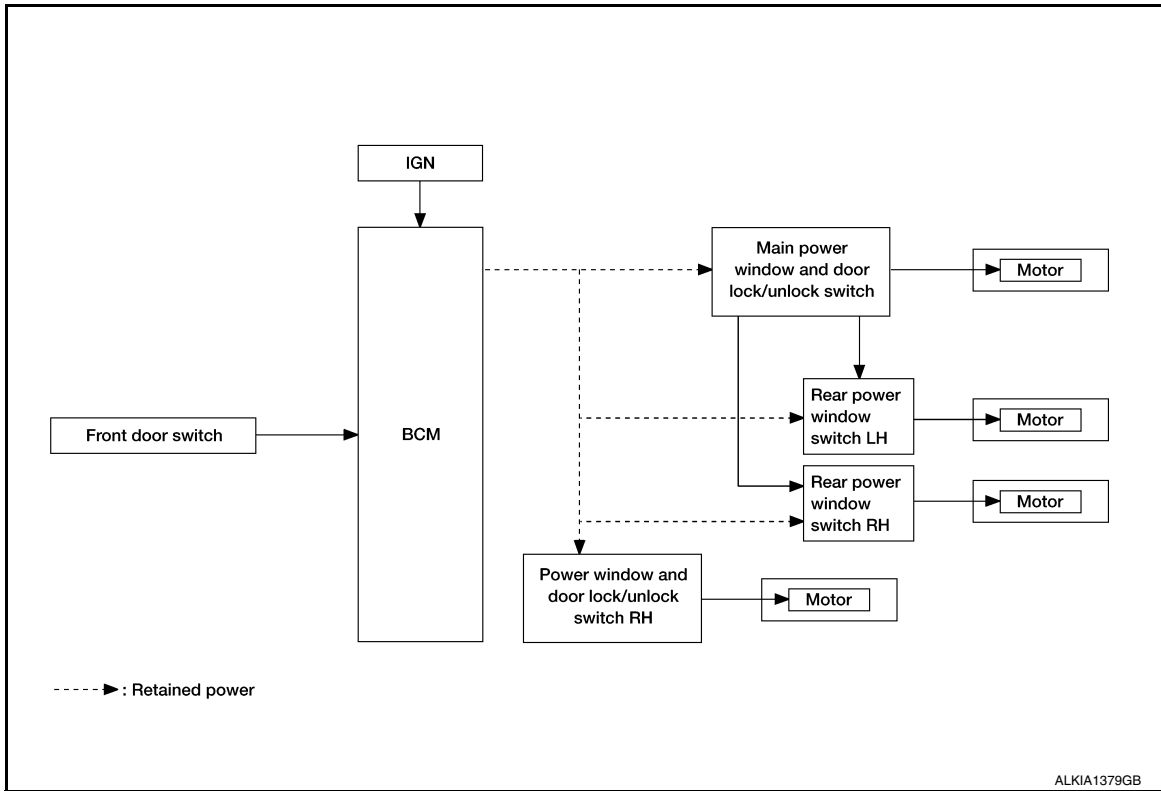 IGN
BCM
Front door switch
Main power
window and door
lock/unlock switch
Motor
Rear power
window
switch LH
Motor
Rear power
window
switch RH
Motor
Power window and
door lock/unlock
switch RH
Motor
: Retained power
ALKIA1379GB